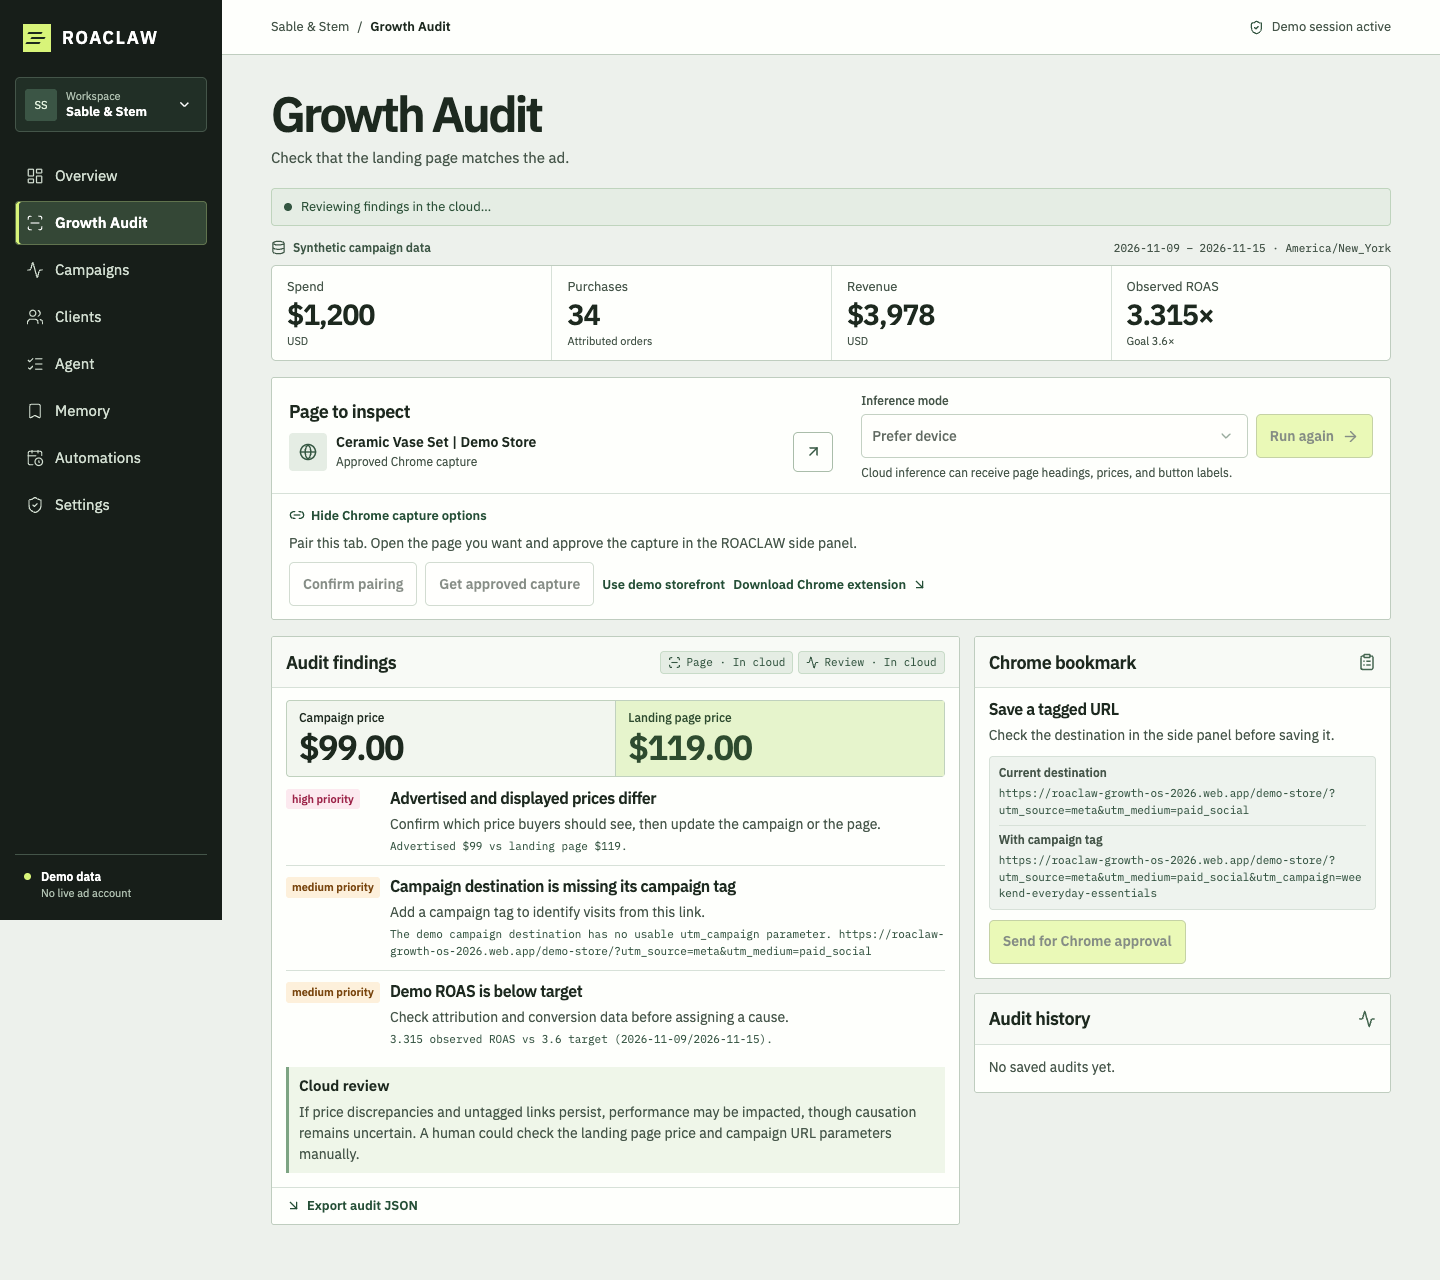 ROACLAW
SS
Workspace
Sable & Stem
Overview
Growth Audit
Campaigns
Clients
Agent
Memory
Automations
Settings
Demo data
No live ad account
Sable & Stem / Growth Audit
Demo session active
Growth Audit
Check that the landing page matches the ad.
Reviewing findings in the cloud...
Synthetic campaign data
2026-11-09 – 2026-11-15 · America/New_York
Spend
$1,200
USD
Purchases
34
Attributed orders
Revenue
$3,978
USD
Observed ROAS
3.315×
Goal 3.6×
Page to inspect
Ceramic Vase Set | Demo Store
Approved Chrome capture
Inference mode
Prefer device
Run again
Cloud inference can receive page headings, prices, and button labels.
Hide Chrome capture options
Pair this tab. Open the page you want and approve the capture in the ROACLAW side panel.
Confirm pairing
Get approved capture
Use demo storefront
Download Chrome extension
Audit findings
Page · In cloud
Review · In cloud
Campaign price
$99.00
Landing page price
$119.00
high priority
Advertised and displayed prices differ
Confirm which price buyers should see, then update the campaign or the page.
Advertised $99 vs landing page $119.
medium priority
Campaign destination is missing its campaign tag
Add a campaign tag to identify visits from this link.
The demo campaign destination has no usable utm_campaign parameter. https://roaclaw-
growth-os-2026.web.app/demo-store/?utm_source=meta&utm_medium=paid_social
medium priority
Demo ROAS is below target
Check attribution and conversion data before assigning a cause.
3.315 observed ROAS vs 3.6 target (2026-11-09/2026-11-15).
Cloud review
If price discrepancies and untagged links persist, performance may be impacted, though causation
remains uncertain. A human could check the landing page price and campaign URL parameters
manually.
Export audit JSON
Chrome bookmark
Save a tagged URL
Check the destination in the side panel before saving it.
Current destination
https://roaclaw-growth-os-2026.web.app/demo-store/?
utm_source=meta&utm_medium=paid_social
With campaign tag
https://roaclaw-growth-os-2026.web.app/demo-store/?
utm_source=meta&utm_medium=paid_social&utm_campaign=wee
kend-everyday-essentials
Send for Chrome approval
Audit history
No saved audits yet.